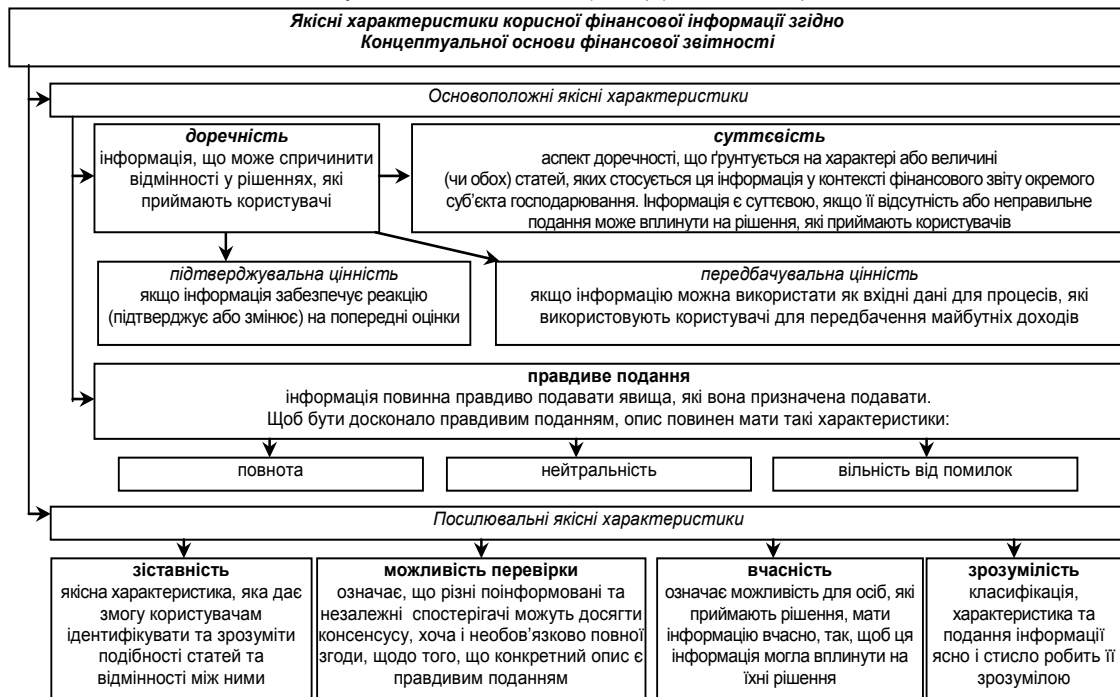 Якісні характеристики корисної фінансової інформації згідно
Концептуальної основи фінансової звітності
Основоположні якісні характеристики
доречність
інформація, що може спричинити
відмінності у рішеннях, які
приймають користувачі
суттєвість
аспект доречності, що ґрунтується на характері або величині
(чи обох) статей, яких стосується ця інформація у контексті фінансового звіту окремого
суб’єкта господарювання. Інформація є суттєвою, якщо її відсутність або неправильне
подання може вплинути на рішення, які приймають користувачів
підтверджувальна цінність
якщо інформація забезпечує реакцію
(підтверджує або змінює) на попередні оцінки
передбачувальна цінність
якщо інформацію можна використати як вхідні дані для процесів, які
використовують користувачі для передбачення майбутніх доходів
правдиве подання
інформація повинна правдиво подавати явища, які вона призначена подавати.
Щоб бути досконало правдивим поданням, опис повинен мати такі характеристики:
повнота
нейтральність
вільність від помилок
Посилювальні якісні характеристики
зіставність
якісна характеристика, яка дає
змогу користувачам
ідентифікувати та зрозуміти
подібності статей та
відмінності між ними
можливість перевірки
означає, що різні поінформовані та
незалежні спостерігачі можуть досягти
консенсусу, хоча і необов’язково повної
згоди, щодо того, що конкретний опис є
правдивим поданням
вчасність
означає можливість для осіб, які
приймають рішення, мати
інформацію вчасно, так, щоб ця
інформація могла вплинути на
їхні рішення
зрозумілість
класифікація,
характеристика та
подання інформації
ясно і стисло робить її
зрозумілою